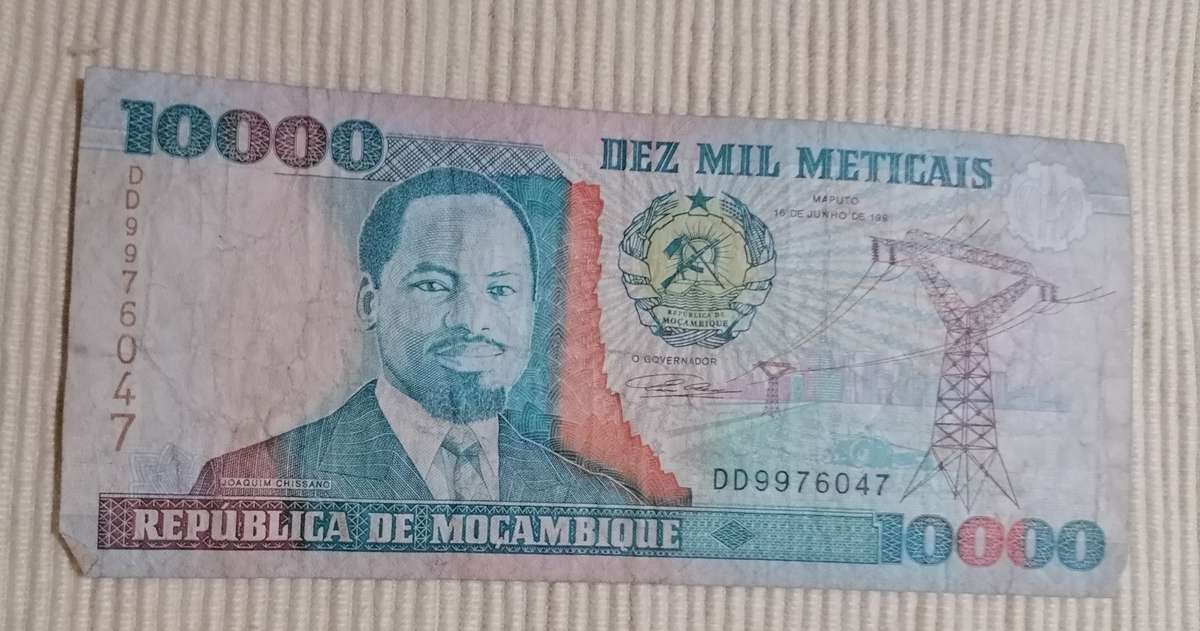 10000
DEZ MIL METICAIS
MAPUTO
16 DE JUNHO DE 199
DD9976047
REPÚBLICA DE
MOÇAMBIQUE
O GOVERNADOR
DD9976047
JOAQUIM CHISSANO
REPÚBLICA DE MOÇAMBIQUE
10000